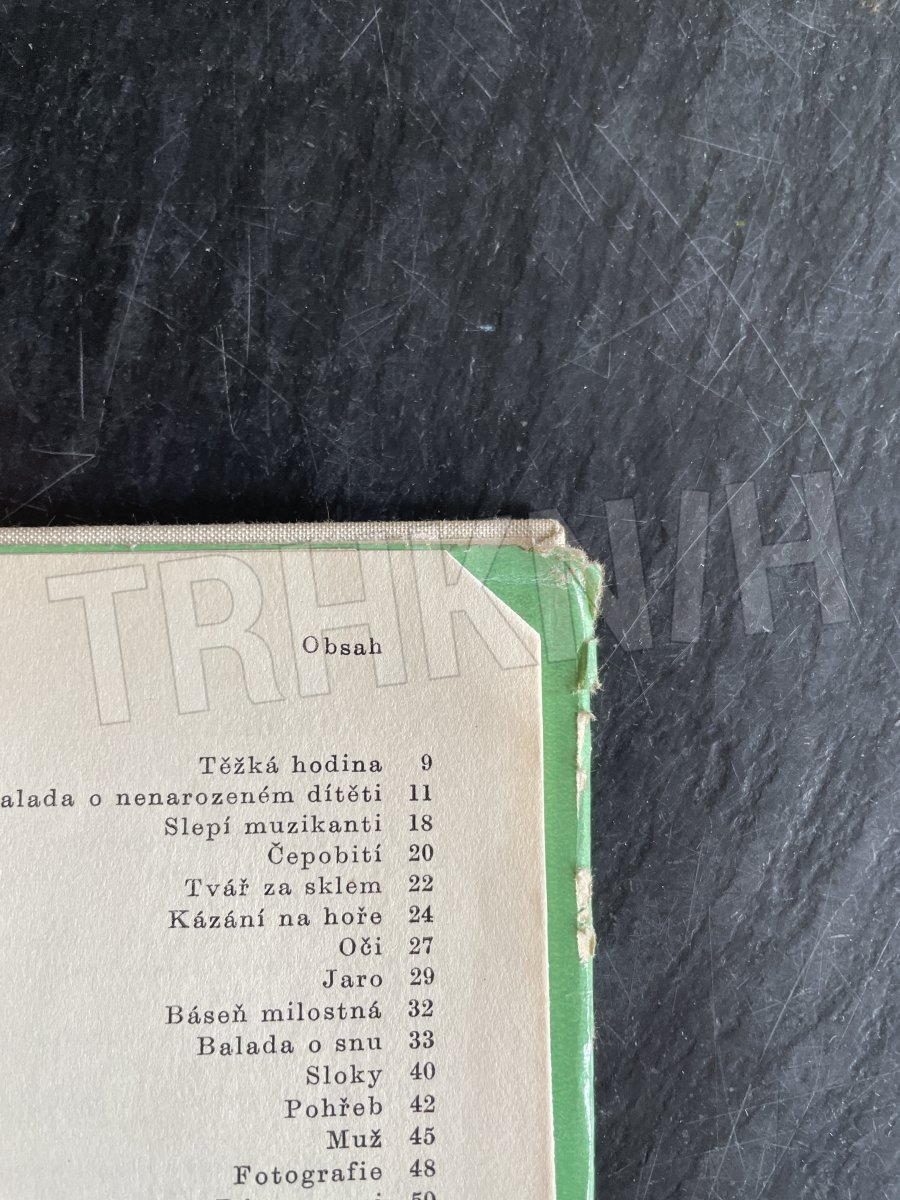 TRHKNIH
Obsah
Těžká hodina 9
alada o nenarozeném dítěti 11
Slepí muzikanti 18
Čepobití 20
Tvář za sklem 22
Kázání na hoře 24
Oči 27
Jaro 29
Báseň milostná 32
Balada o snu 33
Sloky 40
Pohřeb 42
Muž 45
Fotografie 48
50